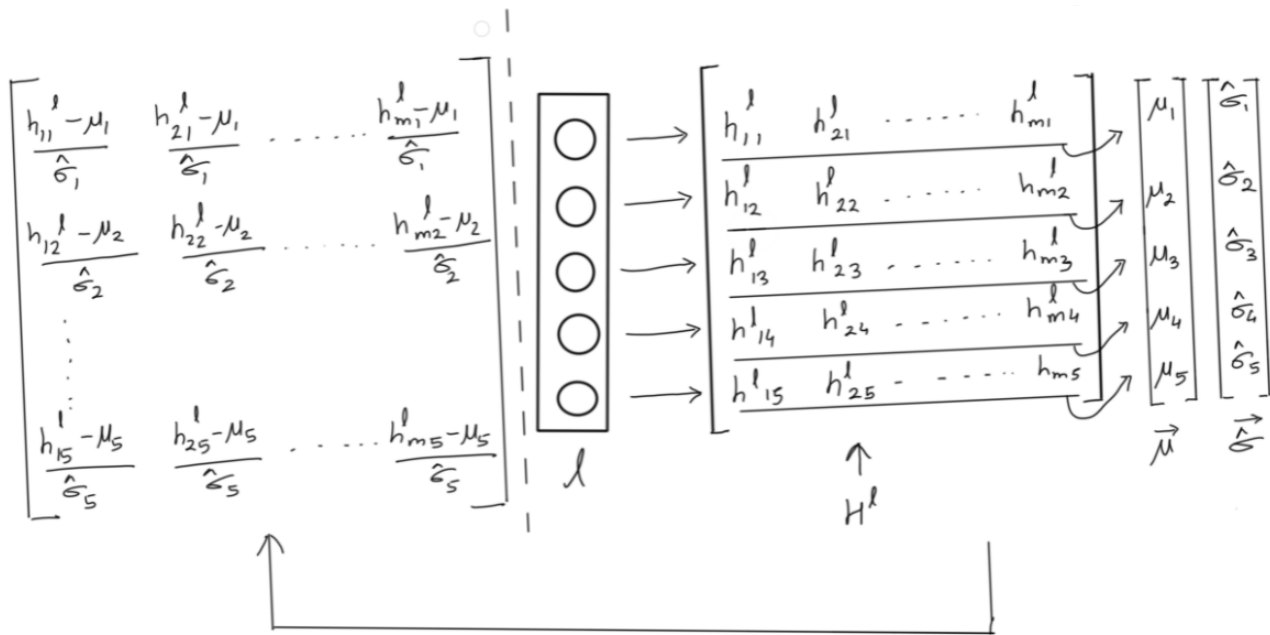 h₁₁ˡ − μ₁ / σ̂₁   h₂₁ˡ − μ₁ / σ̂₁ ........ hₘ₁ˡ − μ₁ / σ̂₁
h₁₂ˡ − μ₂ / σ̂₂   h₂₂ˡ − μ₂ / σ̂₂ ........ hₘ₂ˡ − μ₂ / σ̂₂
h₁₅ˡ − μ₅ / σ̂₅   h₂₅ˡ − μ₅ / σ̂₅ ........ hₘ₅ˡ − μ₅ / σ̂₅
l
h₁₁ˡ   h₂₁ˡ ........ hₘ₁ˡ   μ₁   σ̂₁
h₁₂ˡ   h₂₂ˡ ........ hₘ₂ˡ   μ₂   σ̂₂
h₁₃ˡ   h₂₃ˡ ........ hₘ₃ˡ   μ₃   σ̂₃
h₁₄ˡ   h₂₄ˡ ........ hₘ₄ˡ   μ₄   σ̂₄
h₁₅ˡ   h₂₅ˡ ........ hₘ₅   μ₅   σ̂₅
μ⃗   σ̂⃗
Hˡ